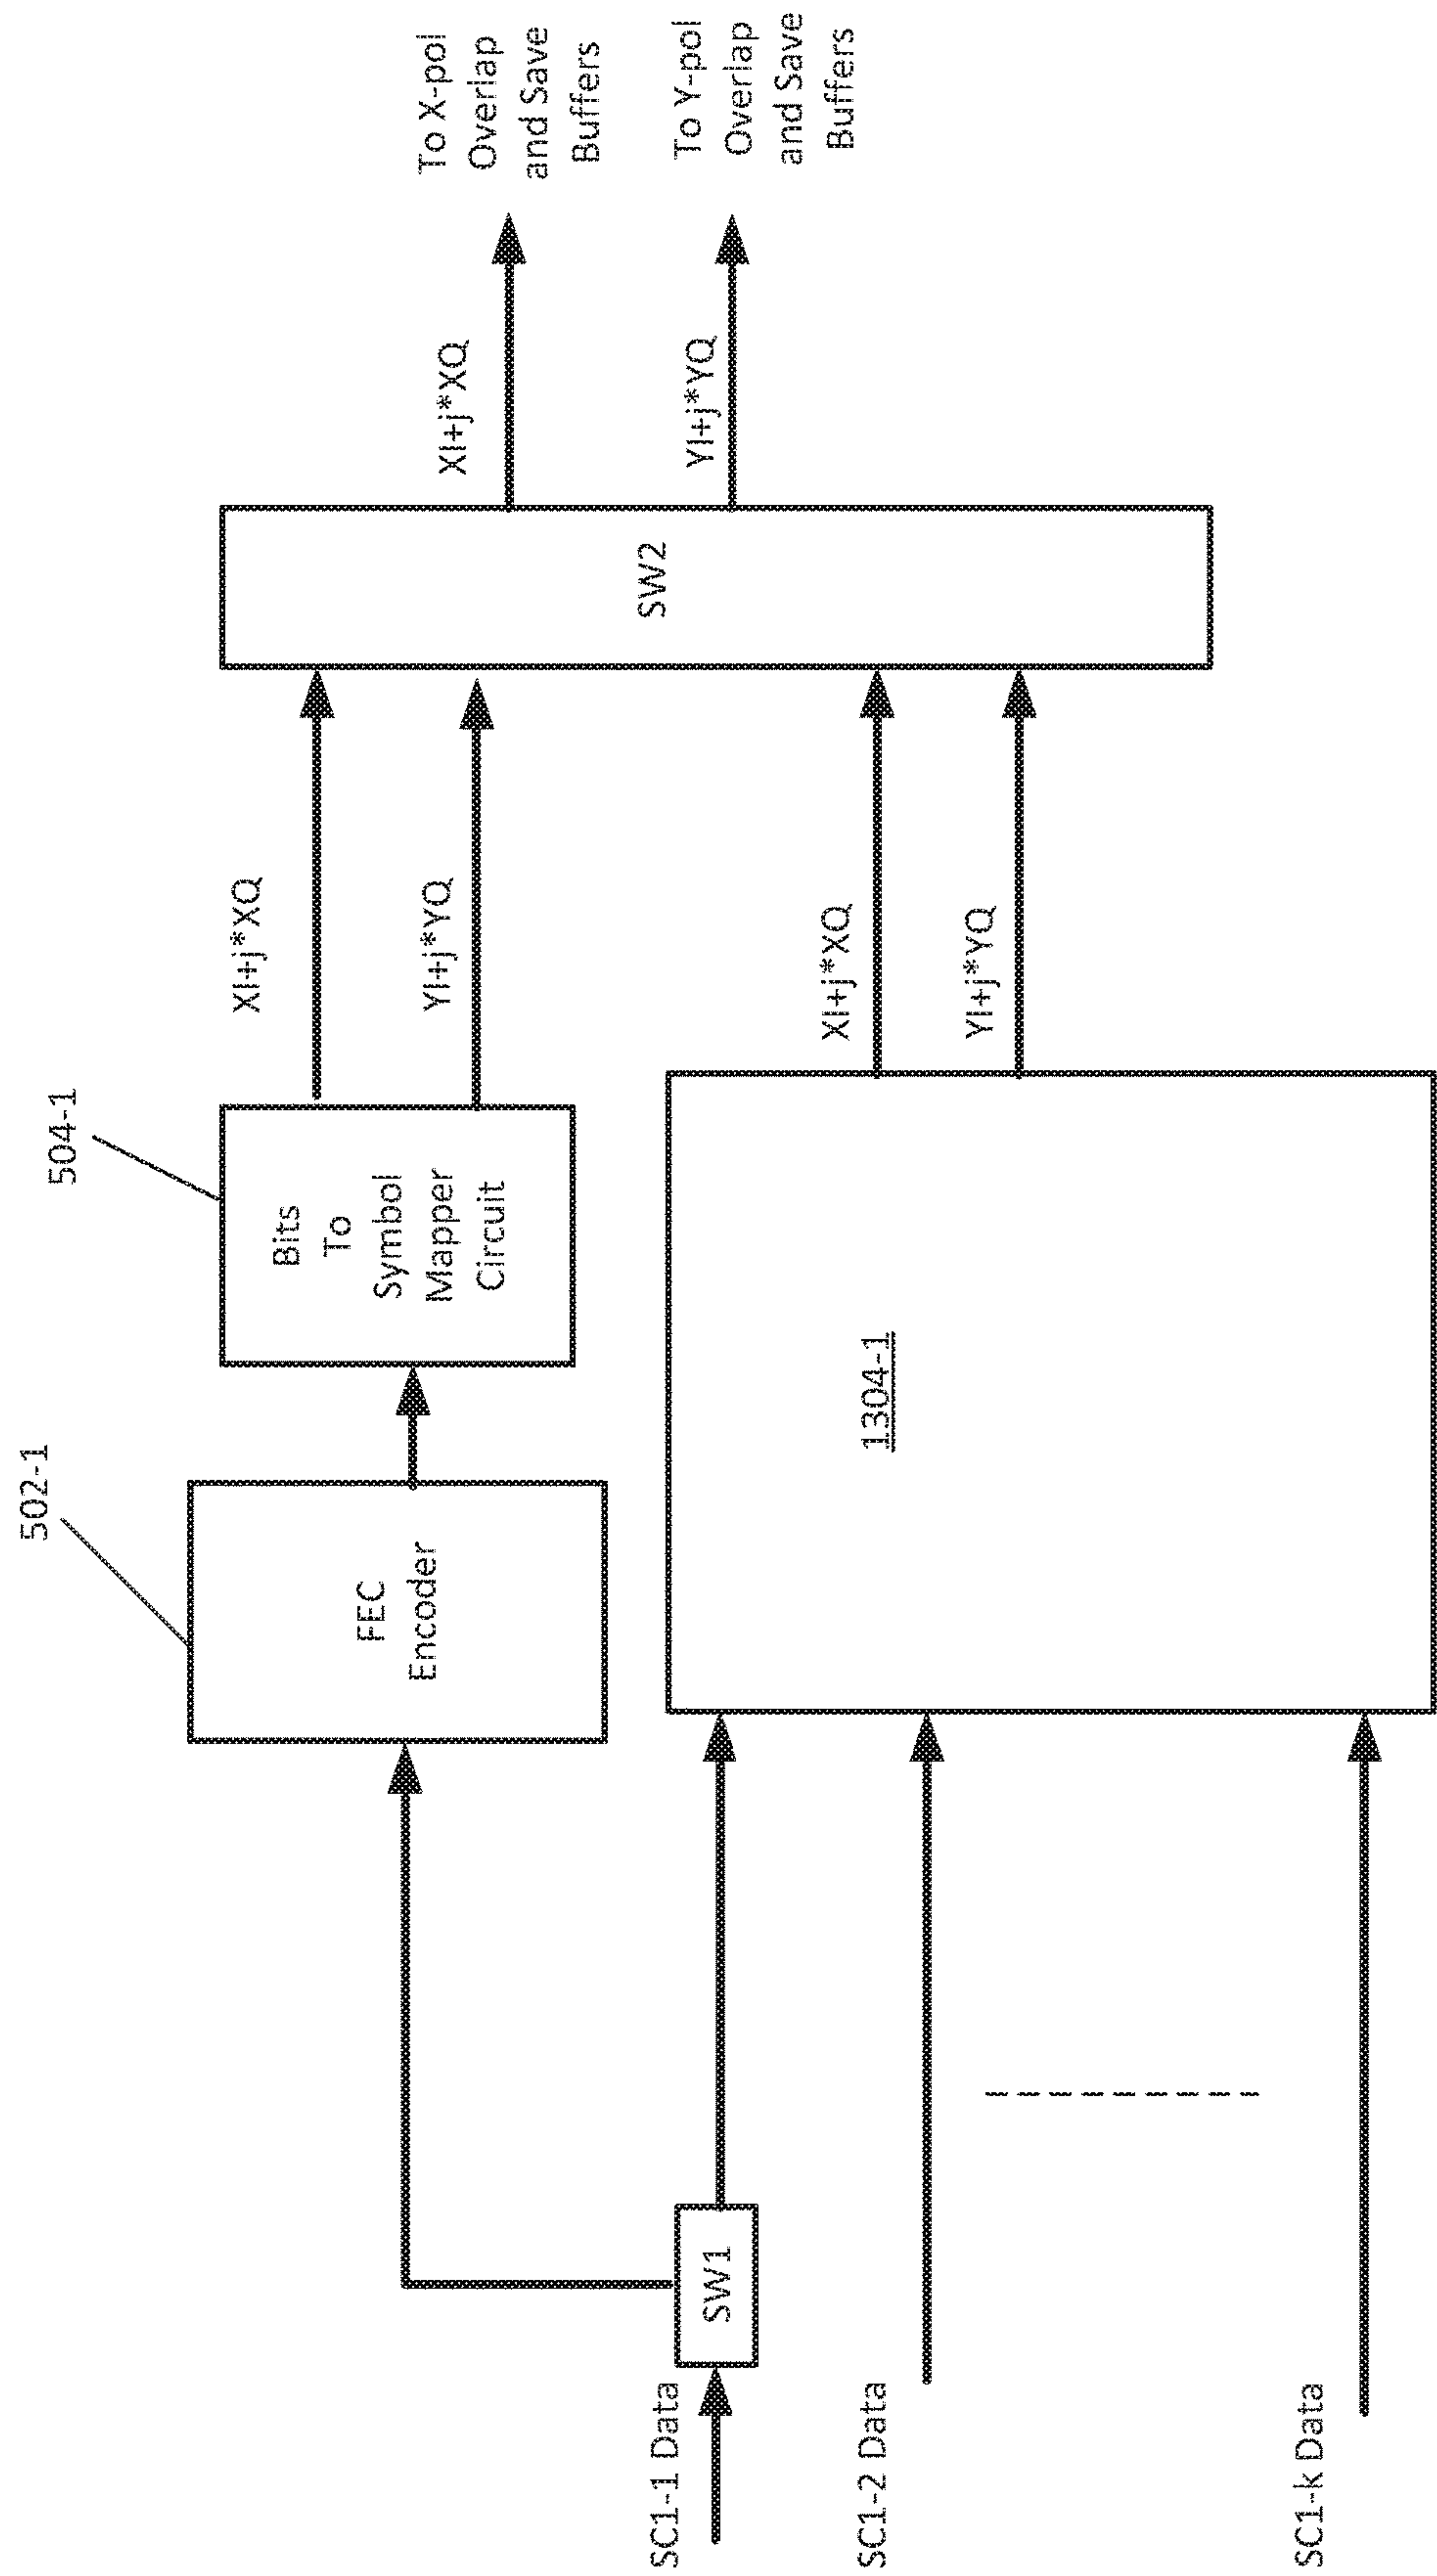 502-1
504-1
FEC
Encoder
Bits
To
Symbol
Mapper
Circuit
XI+j*XQ
YI+j*YQ
XI+j*XQ
YI+j*YQ
To X-pol
Overlap
and Save
Buffers
To Y-pol
Overlap
and Save
Buffers
SW2
SC1-1 Data
SW1
1304-1
XI+j*XQ
YI+j*YQ
SC1-2 Data
SC1-k Data